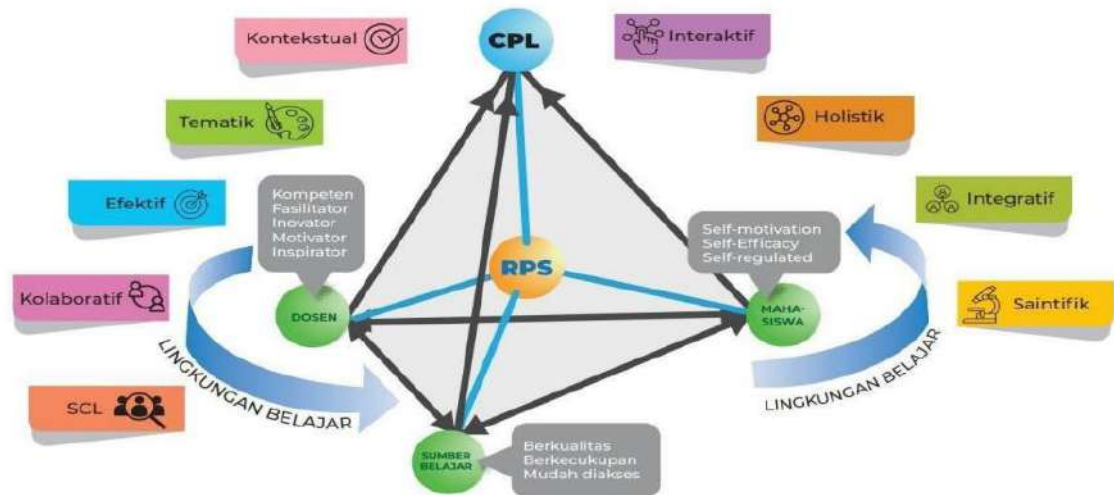 Kontekstual
CPL
Interaktif
Tematik
Holistik
Efektif
Kompeten
Fasilitator
Inovator
Motivator
Inspirator
Self-motivation
Self-Efficacy
Self-regulated
Integratif
RPS
Kolaboratif
DOSEN
MAHA-
SISWA
Saintifik
LINGKUNGAN BELAJAR
LINGKUNGAN BELAJAR
SCL
SUMBER
BELAJAR
Berkualitas
Berkecukupan
Mudah diakses